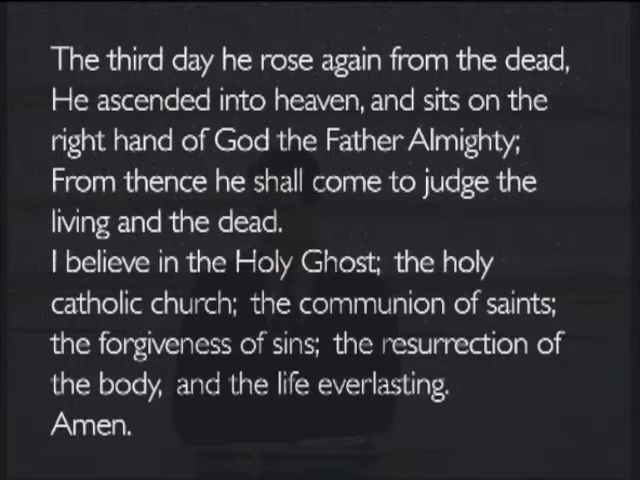 The third day he rose again from the dead,
He ascended into heaven, and sits on the
right hand of God the Father Almighty;
From thence he shall come to judge the
living and the dead.
I believe in the Holy Ghost; the holy
catholic church; the communion of saints;
the forgiveness of sins; the resurrection of
the body, and the life everlasting.
Amen.